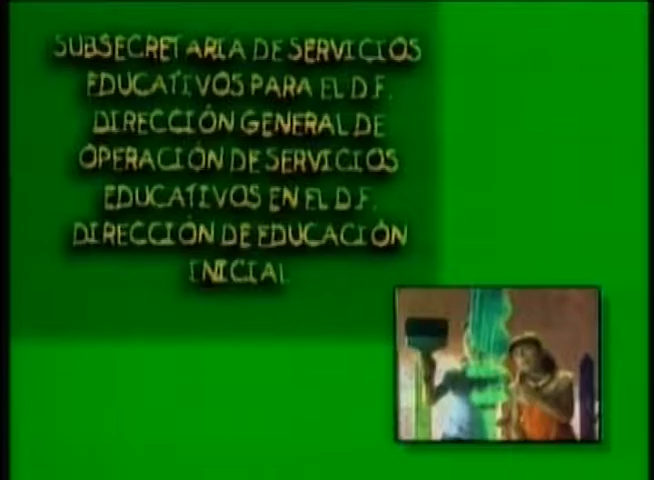 SUBSECRETARIA DE SERVICIOS
EDUCATIVOS PARA EL D.F.
DIRECCIÓN GENERAL DE
OPERACIÓN DE SERVICIOS
EDUCATIVOS EN EL D.F.
DIRECCIÓN DE EDUCACIÓN
INICIAL